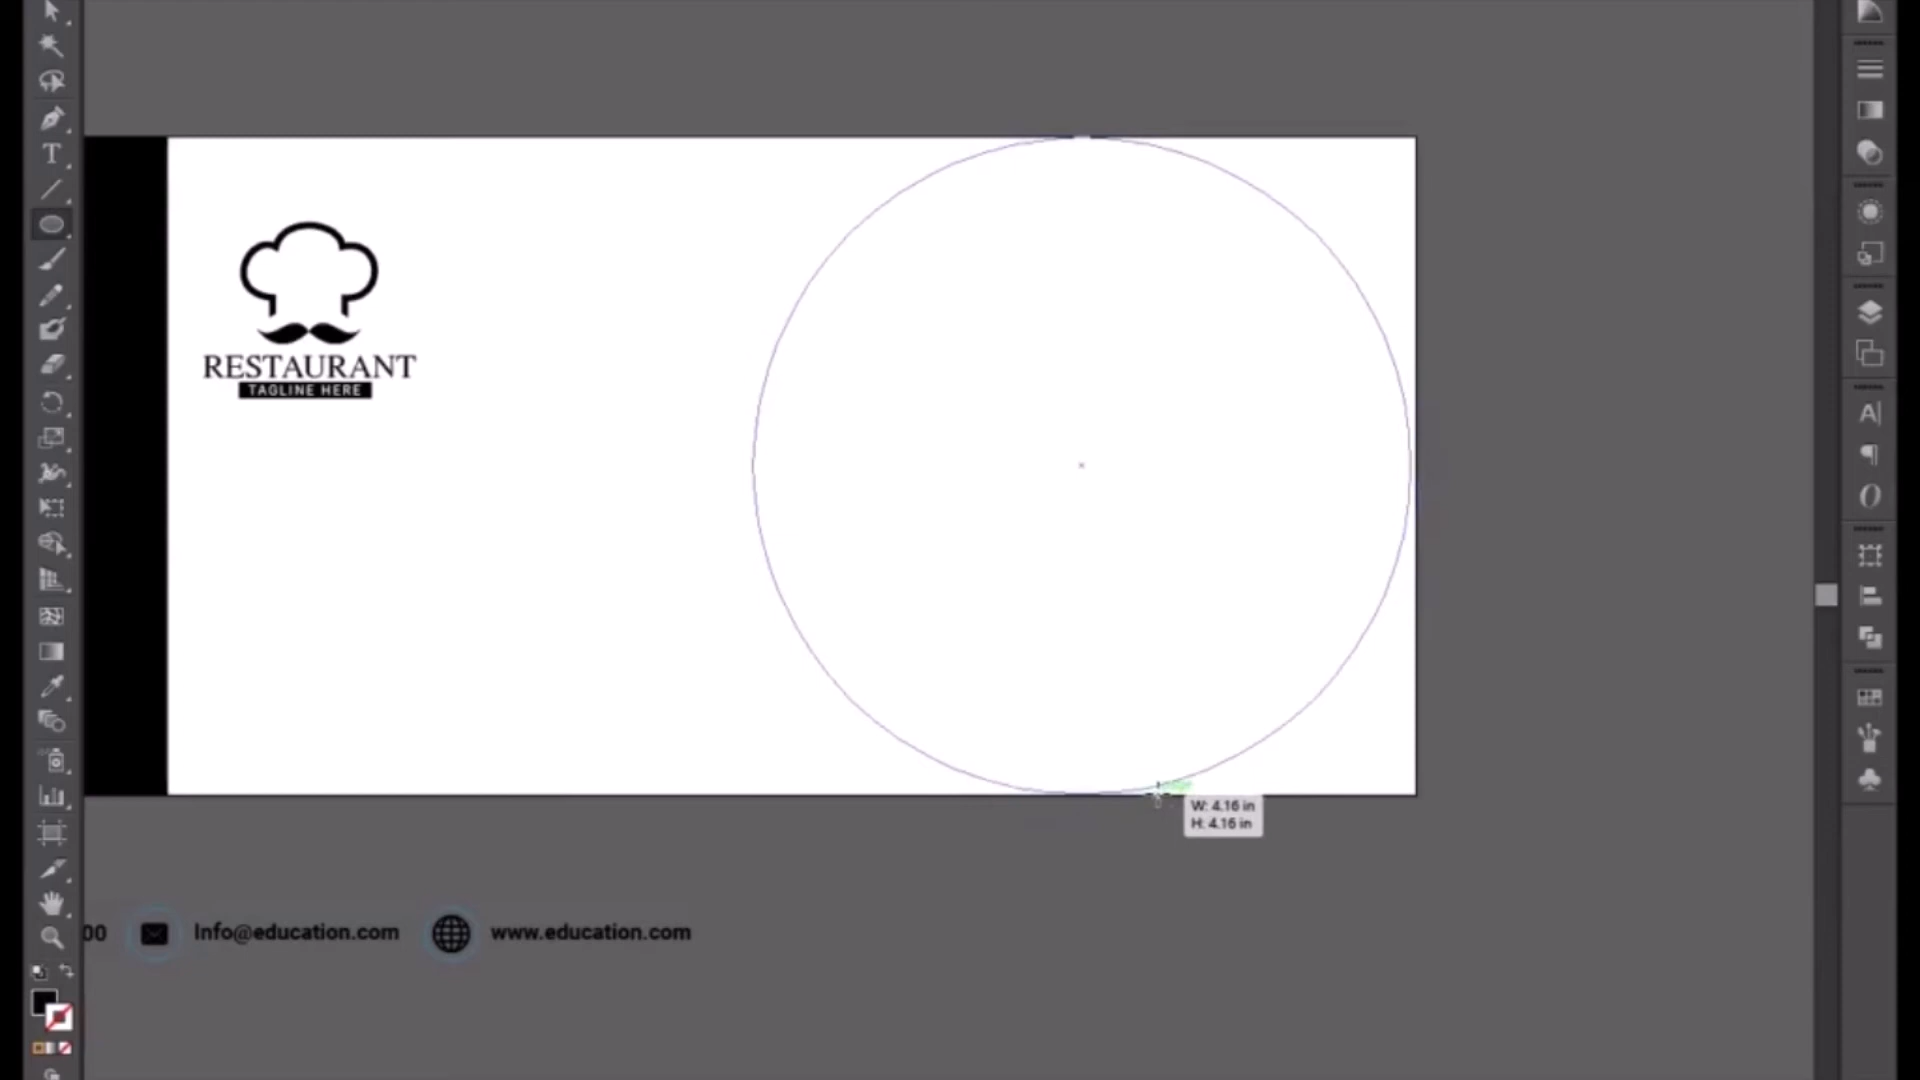 RESTAURANT
TAGLINE HERE
W: 4.16 in
H: 4.16 in
00 Info@education.com www.education.com